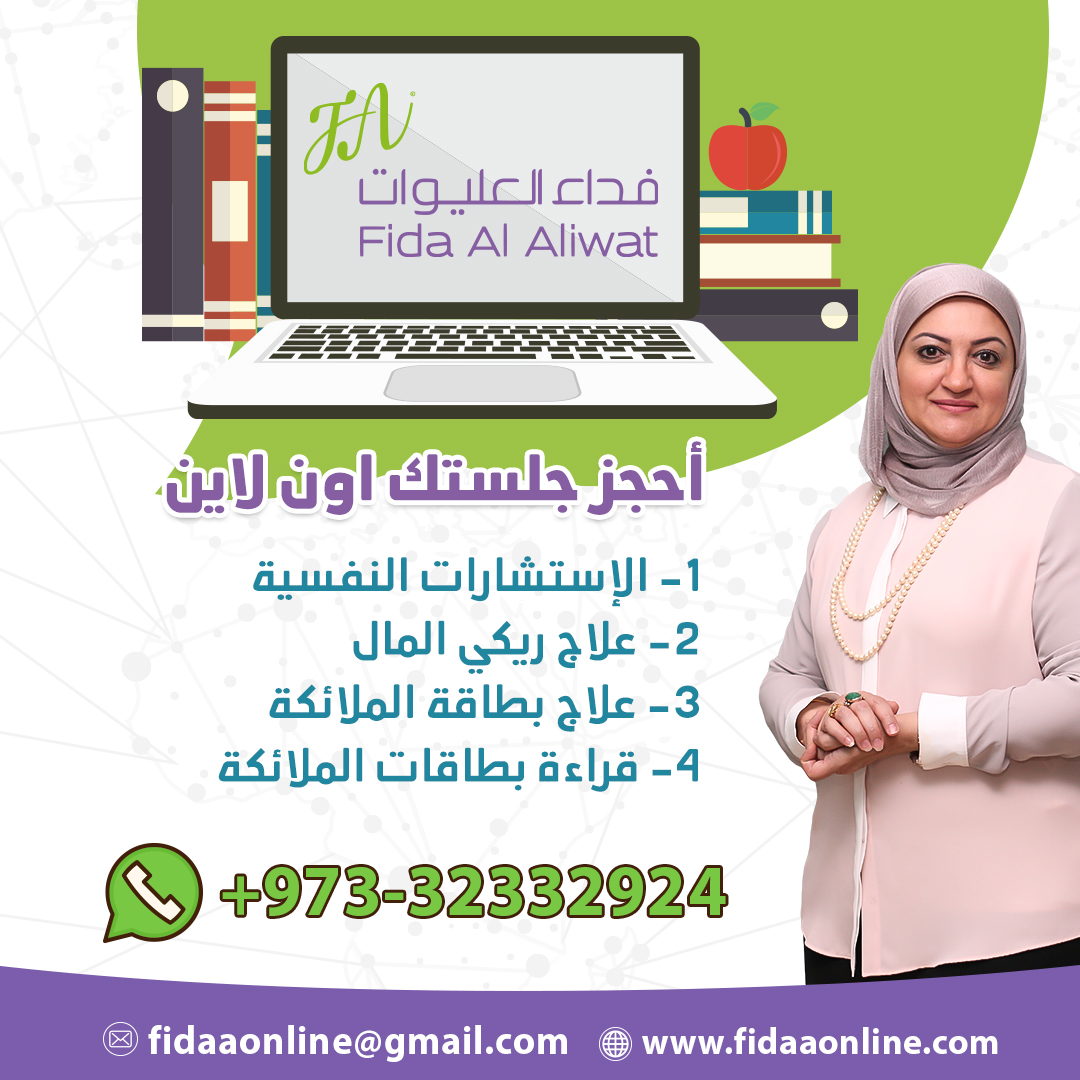 FA
فداء العليوات
Fida Al Aliwat
أحجز جلستك اون لاين
1- الإستشارات النفسية
2- علاج ريكي المال
3- علاج بطاقة الملائكة
4- قراءة بطاقات الملائكة
+973-32332924
fidaaonline@gmail.com
www.fidaaonline.com